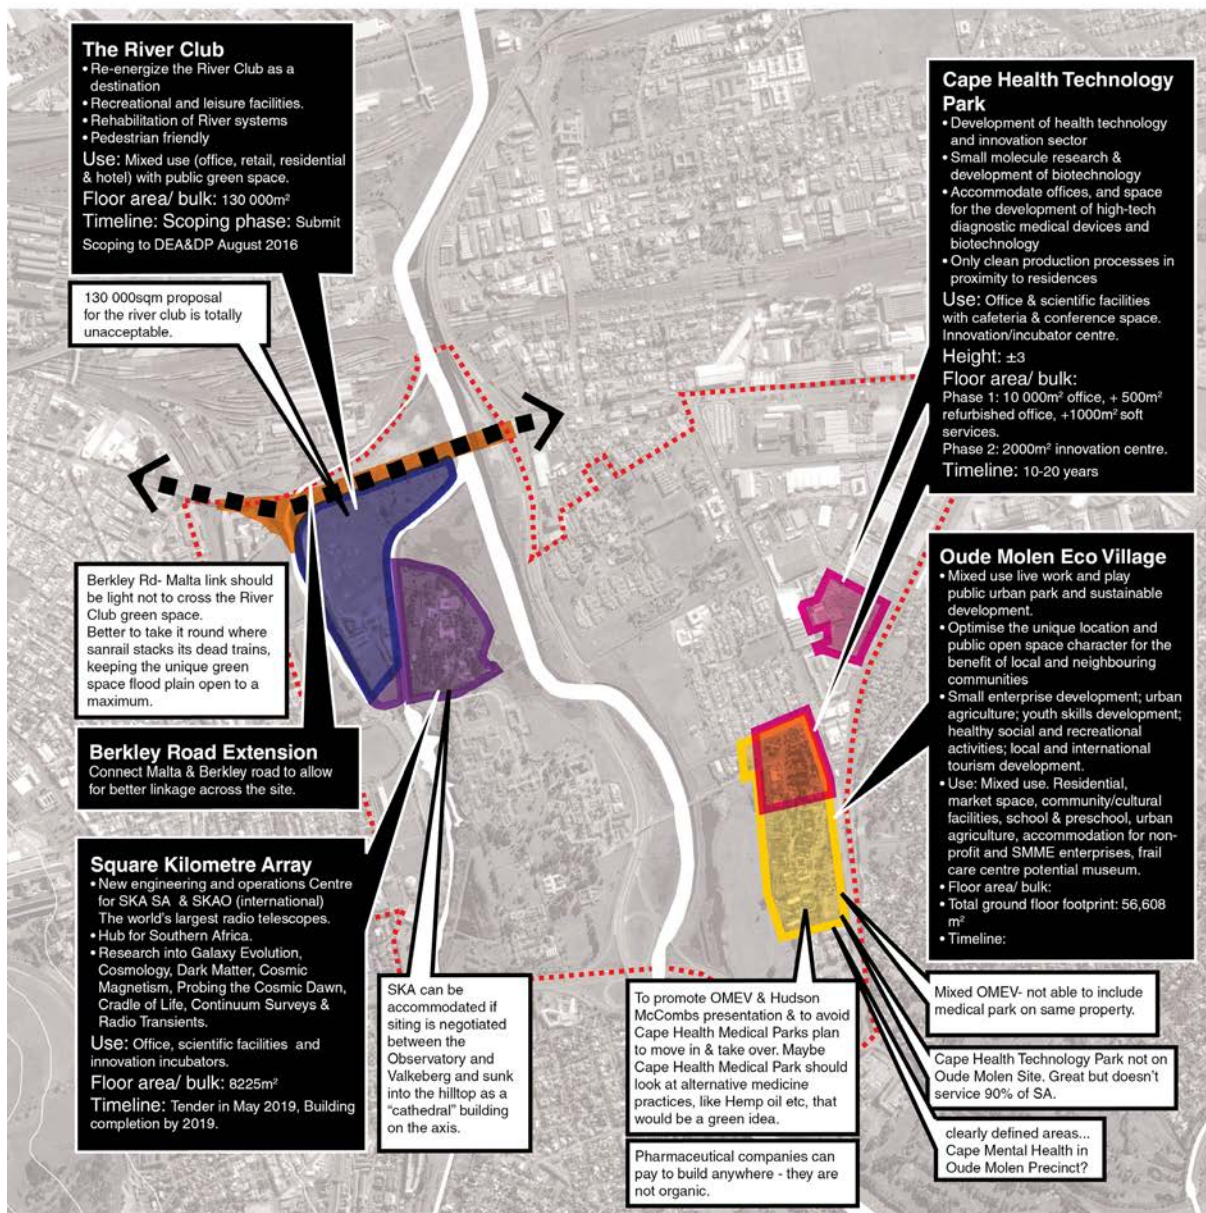 The River Club
• Re-energize the River Club as a
destination
• Recreational and leisure facilities.
• Rehabilitation of River systems
• Pedestrian friendly
Use: Mixed use (office, retail, residential
& hotel) with public green space.
Floor area/ bulk: 130 000m²
Timeline: Scoping phase: Submit
Scoping to DEA&DP August 2016
130 000sqm proposal
for the river club is totally
unacceptable.
Berkley Rd- Malta link should
be light not to cross the River
Club green space.
Better to take it round where
sanrail stacks its dead trains,
keeping the unique green
space flood plain open to a
maximum.
Berkley Road Extension
Connect Malta & Berkley road to allow
for better linkage across the site.
Square Kilometre Array
• New engineering and operations Centre
for SKA SA & SKAO (international)
The world's largest radio telescopes.
• Hub for Southern Africa.
• Research into Galaxy Evolution,
Cosmology, Dark Matter, Cosmic
Magnetism, Probing the Cosmic Dawn,
Cradle of Life, Continuum Surveys &
Radio Transients.
Use: Office, scientific facilities and
innovation incubators.
Floor area/ bulk: 8225m²
Timeline: Tender in May 2019, Building
completion by 2019.
SKA can be
accommodated if
siting is negotiated
between the
Observatory and
Valkeberg and sunk
into the hilltop as a
“cathedral” building
on the axis.
Cape Health Technology
Park
• Development of health technology
and innovation sector
• Small molecule research &
development of biotechnology
• Accommodate offices, and space
for the development of high-tech
diagnostic medical devices and
biotechnology
• Only clean production processes in
proximity to residences
Use: Office & scientific facilities
with cafeteria & conference space.
Innovation/incubator centre.
Height: ±3
Floor area/ bulk:
Phase 1: 10 000m² office, + 500m²
refurbished office, +1000m² soft
services.
Phase 2: 2000m² innovation centre.
Timeline: 10-20 years
Oude Molen Eco Village
• Mixed use live work and play
public urban park and sustainable
development.
• Optimise the unique location and
public open space character for the
benefit of local and neighbouring
communities
• Small enterprise development; urban
agriculture; youth skills development;
healthy social and recreational
activities; local and international
tourism development.
• Use: Mixed use. Residential,
market space, community/cultural
facilities, school & preschool, urban
agriculture, accommodation for non-
profit and SMME enterprises, frail
care centre potential museum.
• Floor area/ bulk:
• Total ground floor footprint: 56,608
m²
• Timeline:
To promote OMEV & Hudson
McCombs presentation & to avoid
Cape Health Medical Parks plan
to move in & take over. Maybe
Cape Health Medical Park should
look at alternative medicine
practices, like Hemp oil etc, that
would be a green idea.
Pharmaceutical companies can
pay to build anywhere - they are
not organic.
Mixed OMEV- not able to include
medical park on same property.
Cape Health Technology Park not on
Oude Molen Site. Great but doesn't
service 90% of SA.
clearly defined areas...
Cape Mental Health in
Oude Molen Precinct?